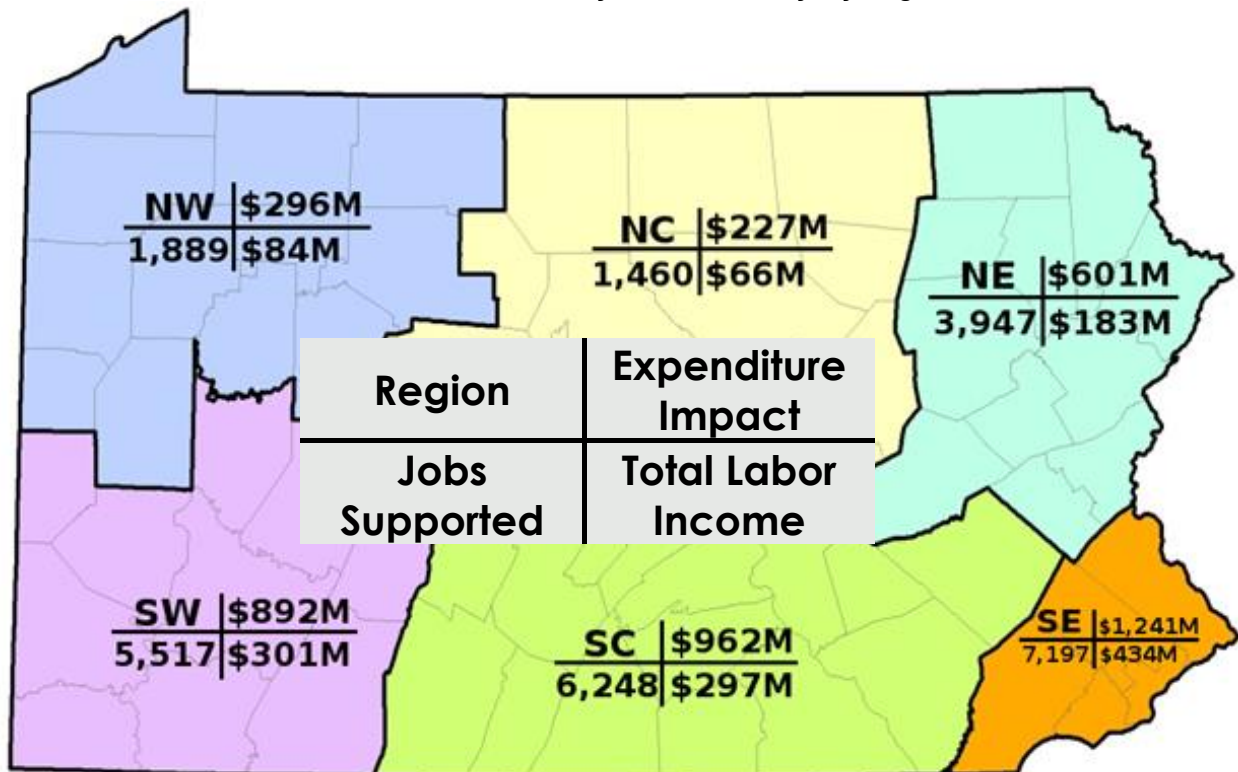 NW $296M
1,889 $84M
NC $227M
1,460 $66M
NE $601M
3,947 $183M
Region Expenditure Impact
Jobs Supported Total Labor Income
SW $892M
5,517 $301M
SC $962M
6,248 $297M
SE $1,241M
7,197 $434M